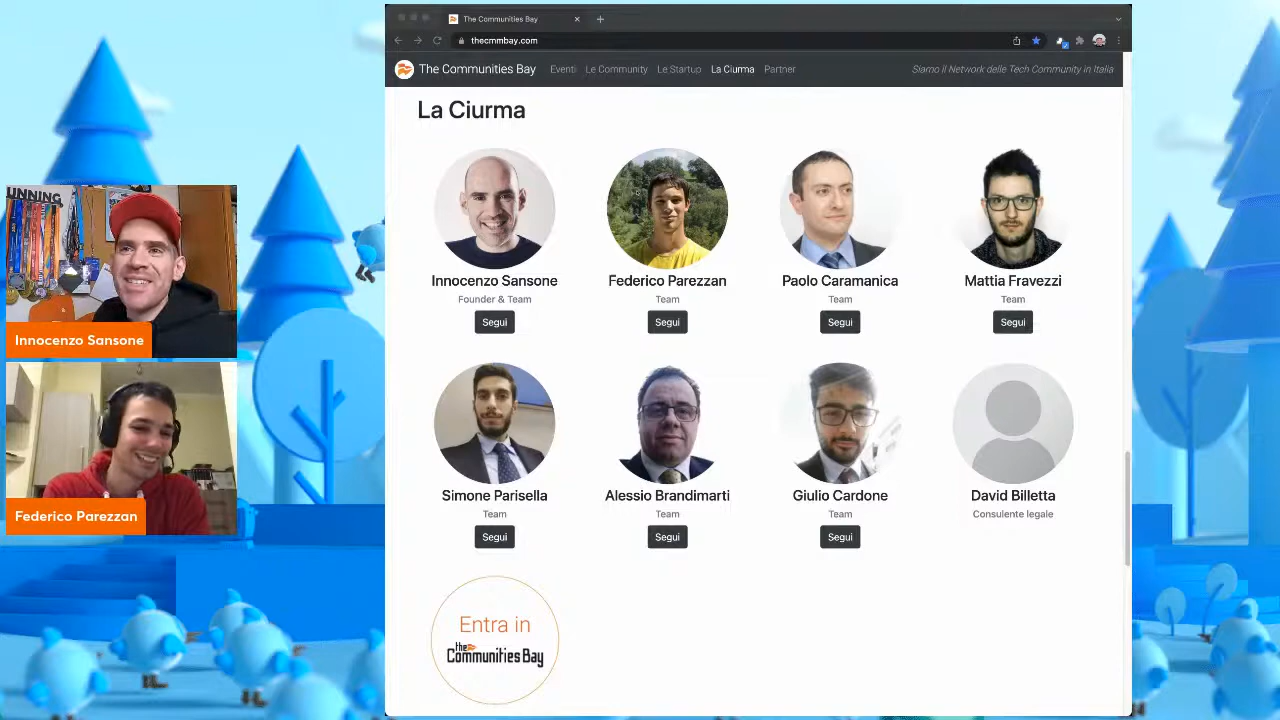 The Communities Bay
thecmmbay.com
The Communities Bay
Eventi
Le Community
Le Startup
La Ciurma
Partner
Siamo il Network delle Tech Community in Italia
La Ciurma
Innocenzo Sansone
Founder & Team
Segui
Federico Parezzan
Team
Segui
Paolo Caramanica
Team
Segui
Mattia Fravezzi
Team
Segui
Simone Parisella
Team
Segui
Alessio Brandimarti
Team
Segui
Giulio Cardone
Team
Segui
David Billetta
Consulente legale
Entra in
the
Communities Bay
UNNING
Innocenzo Sansone
Federico Parezzan